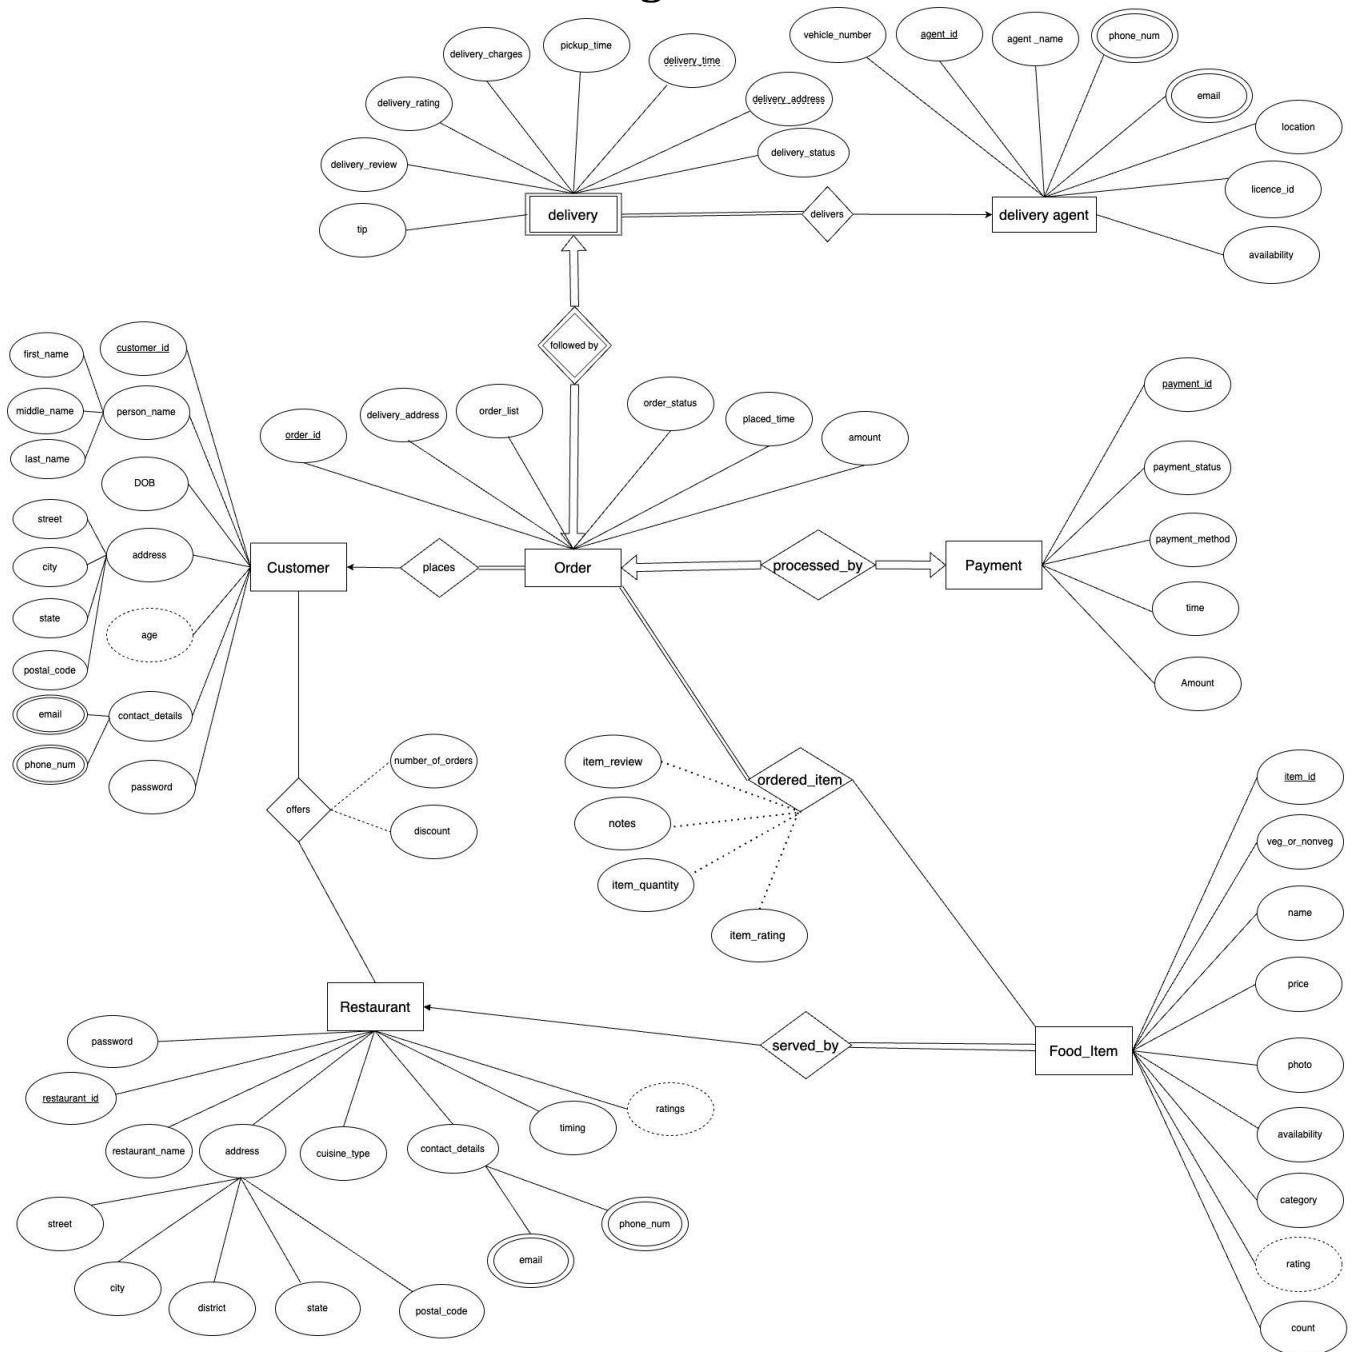 delivery_charges
pickup_time
delivery_time
delivery_rating
delivery_address
delivery_review
delivery_status
tip
delivery
delivers
vehicle_number
agent_id
agent _name
phone_num
email
location
licence_id
availability
delivery agent
followed by
first_name
customer_id
middle_name
person_name
last_name
DOB
street
address
city
state
age
postal_code
email
contact_details
phone_num
password
Customer
places
order_id
delivery_address
order_list
order_status
placed_time
amount
Order
processed_by
Payment
payment_id
payment_status
payment_method
time
Amount
number_of_orders
offers
discount
item_review
ordered_item
notes
item_quantity
item_rating
item_id
veg_or_nonveg
name
price
photo
availability
category
rating
count
Food_Item
served_by
Restaurant
password
restaurant_id
restaurant_name
address
cuisine_type
contact_details
timing
ratings
street
city
district
state
postal_code
email
phone_num